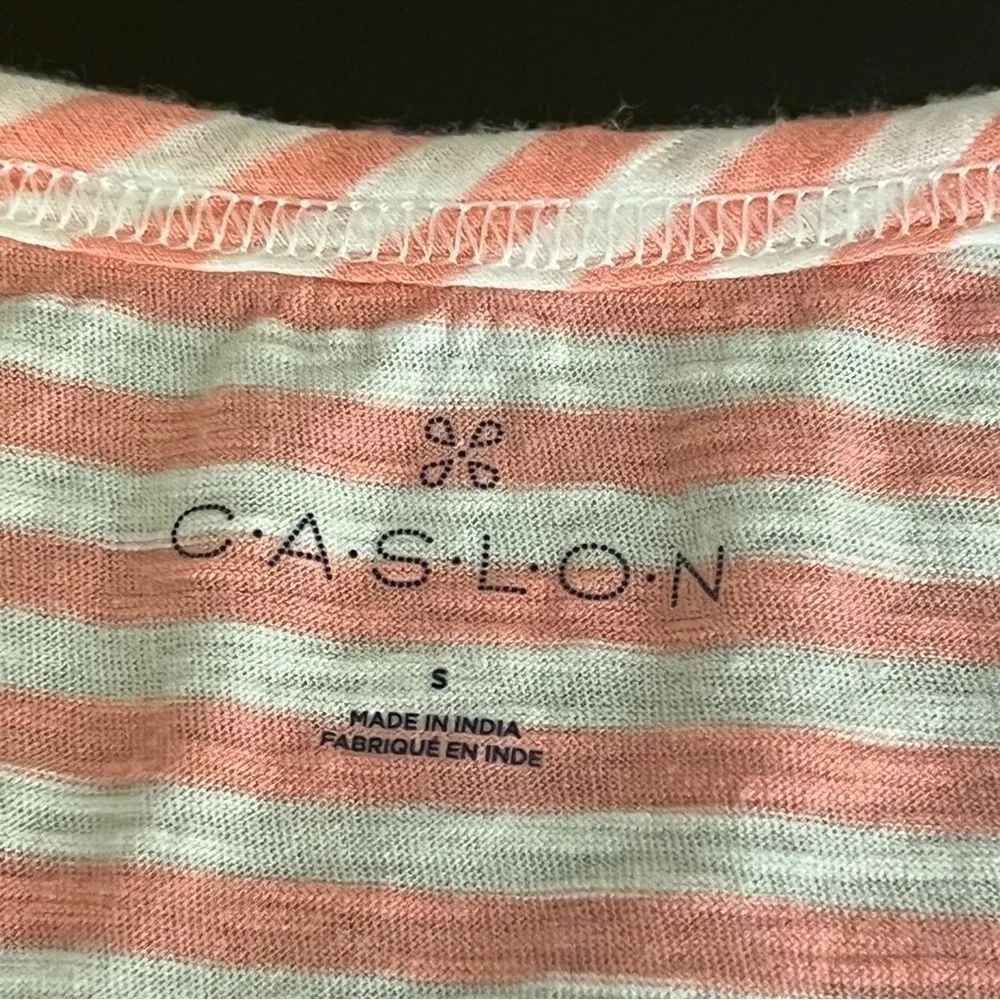 C·A·S·L·O·N
S
MADE IN INDIA
FABRIQUÉ EN INDE